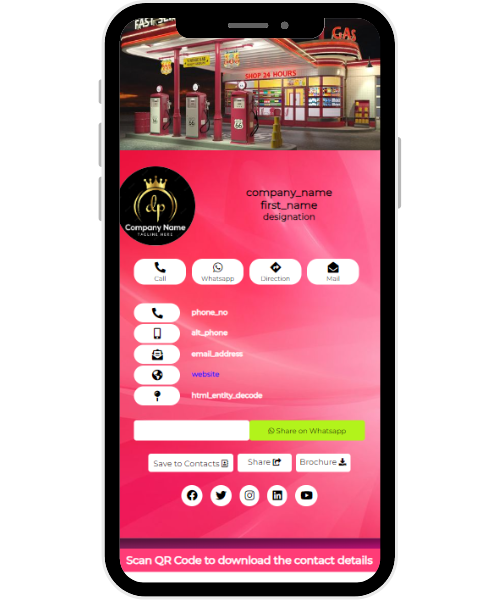 FAST SE
GAS
SHOP 24 HOURS
66
dp
Company Name
TAGLINE HERE
company_name
first_name
designation
Call
Whatsapp
Direction
Mail
phone_no
alt_phone
email_address
website
html_entity_decode
Share on Whatsapp
Save to Contacts
Share
Brochure
Scan QR Code to download the contact details